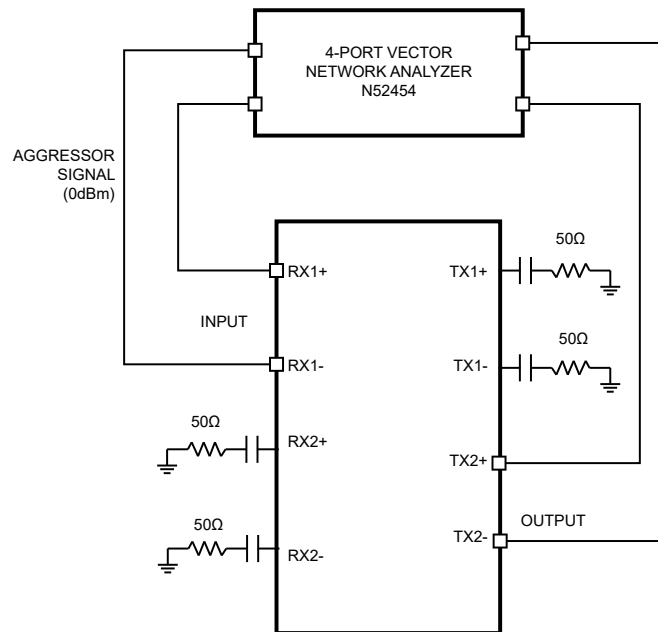 4-PORT VECTOR
NETWORK ANALYZER
N52454
AGGRESSOR
SIGNAL
(0dBm)
50Ω
RX1+
TX1+
INPUT
50Ω
RX1-
TX1-
50Ω
RX2+
TX2+
50Ω
OUTPUT
RX2-
TX2-